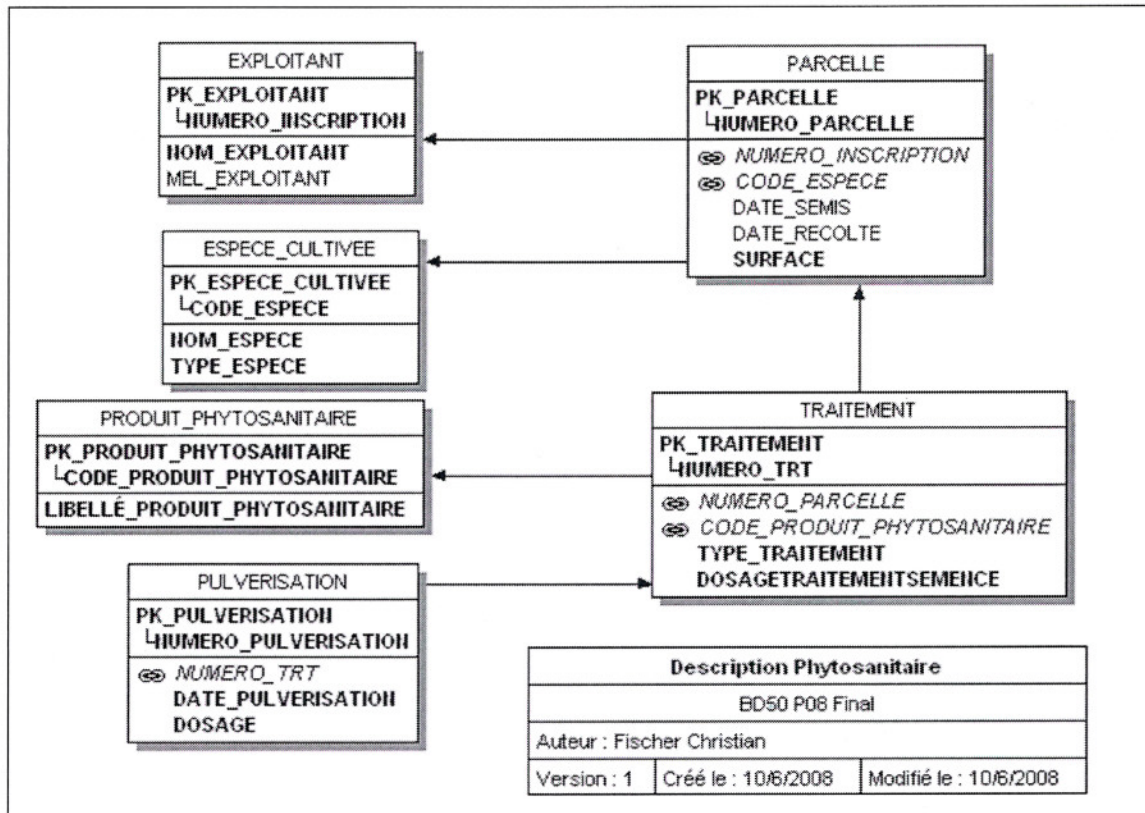 EXPLOITANT
PK_EXPLOITANT
NUMERO_INSCRIPTION
NOM_EXPLOITANT
MEL_EXPLOITANT
PARCELLE
PK_PARCELLE
NUMERO_PARCELLE
NUMERO_INSCRIPTION
CODE_ESPECE
DATE_SEMIS
DATE_RECOLTE
SURFACE
ESPECE_CULTIVEE
PK_ESPECE_CULTIVEE
CODE_ESPECE
NOM_ESPECE
TYPE_ESPECE
PRODUIT_PHYTOSANITAIRE
PK_PRODUIT_PHYTOSANITAIRE
CODE_PRODUIT_PHYTOSANITAIRE
LIBELLÉ_PRODUIT_PHYTOSANITAIRE
TRAITEMENT
PK_TRAITEMENT
NUMERO_TRT
NUMERO_PARCELLE
CODE_PRODUIT_PHYTOSANITAIRE
TYPE_TRAITEMENT
DOSAGETRAITEMENTSEMENCE
PULVERISATION
PK_PULVERISATION
NUMERO_PULVERISATION
NUMERO_TRT
DATE_PULVERISATION
DOSAGE
Description Phytosanitaire
BD50 P08 Final
Auteur : Fischer Christian
Version : 1 Créé le : 10/6/2008 Modifié le : 10/6/2008